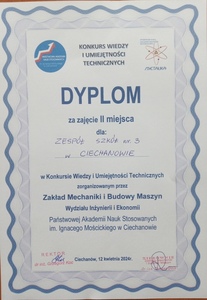 KONKURS WIEDZY
I UMIEJĘTNOŚCI
TECHNICZNYCH
DYPLOM
za zajęcie II miejsca
dla:
ZESPÓŁ SZKÓŁ NR 3
w CIECHANOWIE
w Konkursie Wiedzy i Umiejętności Technicznych
zorganizowanym przez
Zakład Mechaniki i Budowy Maszyn
Wydziału Inżynierii i Ekonomii
Państwowej Akademii Nauk Stosowanych
im. Ignacego Mościckiego w Ciechanowie
REKTOR
Ciechanów, 12 kwietnia 2024r.